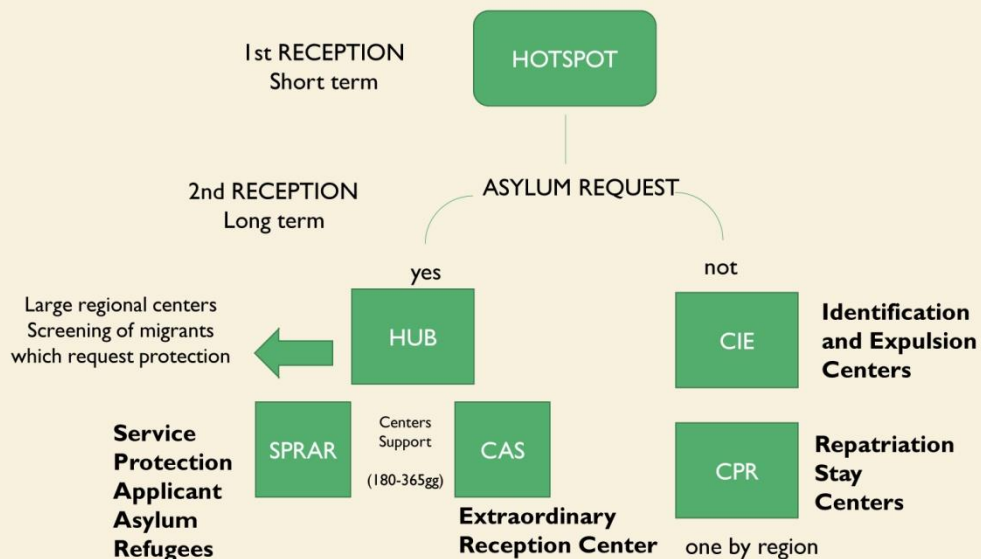 1st RECEPTION
Short term
HOTSPOT
2nd RECEPTION
Long term
ASYLUM REQUEST
yes
not
Large regional centers
Screening of migrants
which request protection
HUB
CIE
Identification
and Expulsion
Centers
Service
Protection
Applicant
Asylum
Refugees
SPRAR
Centers
Support
(180-365gg)
CAS
Extraordinary
Reception Center
CPR
Repatriation
Stay
Centers
one by region